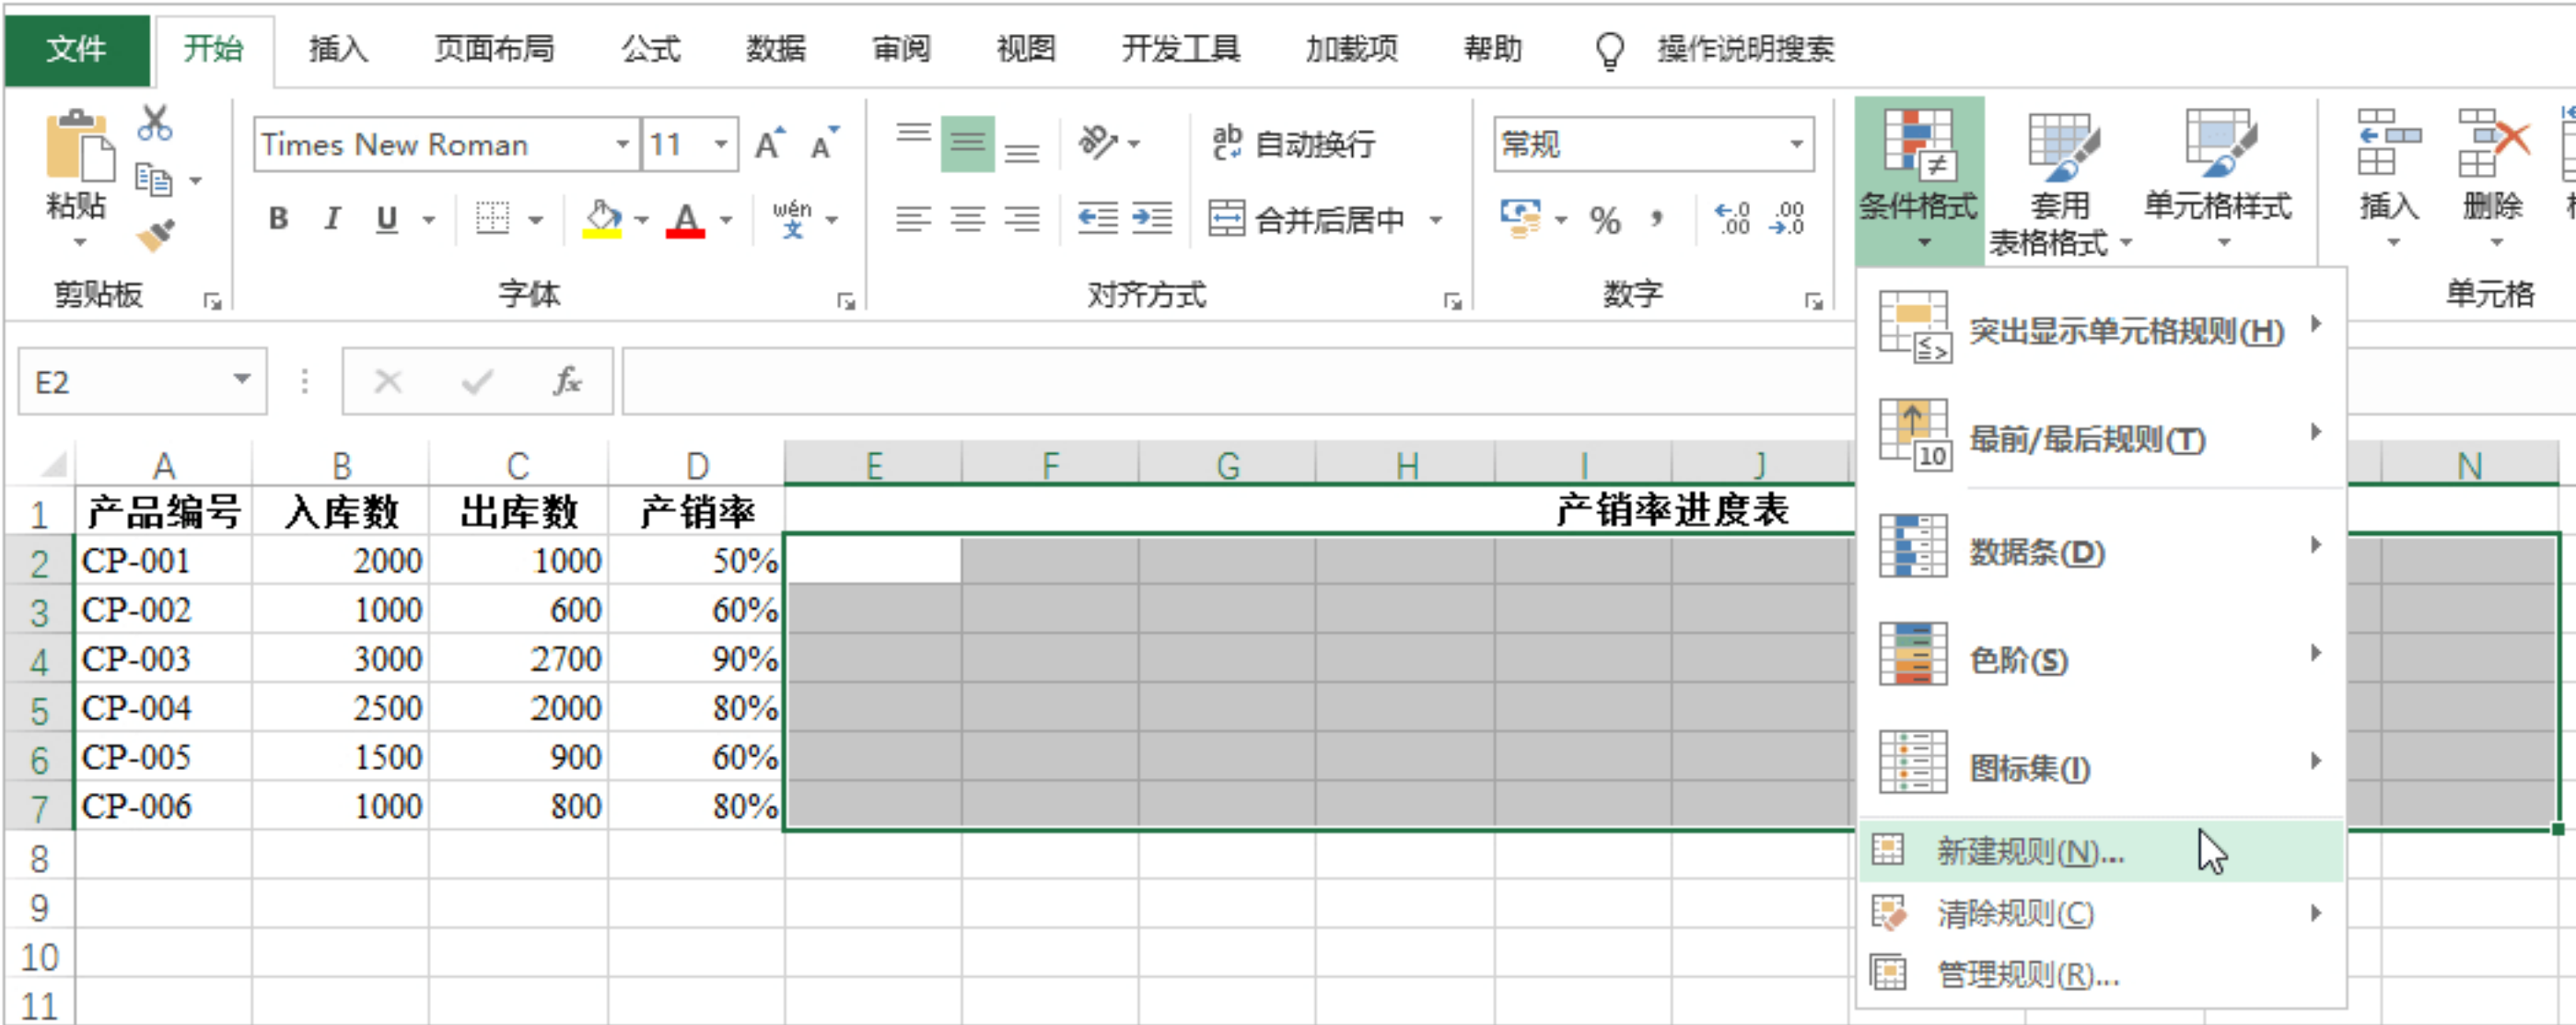 文件 开始 插入 页面布局 公式 数据 审阅 视图 开发工具 加载项 帮助 操作说明搜索
Times New Roman 11 A A ab 自动换行 常规
粘贴 B I U A wén 文 合并后居中 % , .00 .0 条件格式 套用 表格格式 单元格样式 插入 删除
剪贴板 字体 对齐方式 数字 单元格
突出显示单元格规则(H)
E2 fx
最前/最后规则(T)
A B C D E F G H I J N
1 产品编号 入库数 出库数 产销率 产销率进度表
2 CP-001 2000 1000 50%
数据条(D)
3 CP-002 1000 600 60%
4 CP-003 3000 2700 90%
色阶(S)
5 CP-004 2500 2000 80%
6 CP-005 1500 900 60%
图标集(I)
7 CP-006 1000 800 80%
8
新建规则(N)...
9
清除规则(C)
10
管理规则(R)...
11